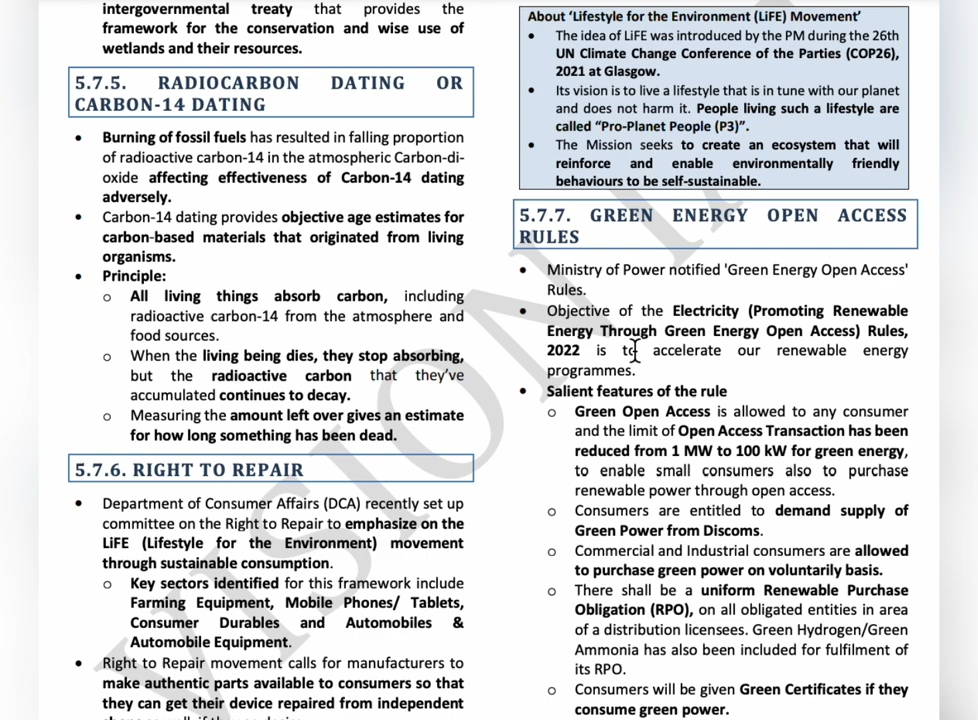 intergovernmental treaty that provides the
framework for the conservation and wise use of
wetlands and their resources.
5.7.5. RADIOCARBON DATING OR
CARBON-14 DATING
• Burning of fossil fuels has resulted in falling proportion
of radioactive carbon-14 in the atmospheric Carbon-di-
oxide affecting effectiveness of Carbon-14 dating
adversely.
• Carbon-14 dating provides objective age estimates for
carbon-based materials that originated from living
organisms.
• Principle:
o All living things absorb carbon, including
radioactive carbon-14 from the atmosphere and
food sources.
o When the living being dies, they stop absorbing,
but the radioactive carbon that they've
accumulated continues to decay.
o Measuring the amount left over gives an estimate
for how long something has been dead.
5.7.6. RIGHT TO REPAIR
• Department of Consumer Affairs (DCA) recently set up
committee on the Right to Repair to emphasize on the
LiFE (Lifestyle for the Environment) movement
through sustainable consumption.
o Key sectors identified for this framework include
Farming Equipment, Mobile Phones/ Tablets,
Consumer Durables and Automobiles &
Automobile Equipment.
• Right to Repair movement calls for manufacturers to
make authentic parts available to consumers so that
they can get their device repaired from independent
About 'Lifestyle for the Environment (LiFE) Movement'
• The idea of LiFE was introduced by the PM during the 26th
UN Climate Change Conference of the Parties (COP26),
2021 at Glasgow.
• Its vision is to live a lifestyle that is in tune with our planet
and does not harm it. People living such a lifestyle are
called "Pro-Planet People (P3)".
• The Mission seeks to create an ecosystem that will
reinforce and enable environmentally friendly
behaviours to be self-sustainable.
5.7.7. GREEN ENERGY OPEN ACCESS
RULES
• Ministry of Power notified 'Green Energy Open Access'
Rules.
• Objective of the Electricity (Promoting Renewable
Energy Through Green Energy Open Access) Rules,
2022 is to accelerate our renewable energy
programmes.
• Salient features of the rule
o Green Open Access is allowed to any consumer
and the limit of Open Access Transaction has been
reduced from 1 MW to 100 kW for green energy,
to enable small consumers also to purchase
renewable power through open access.
o Consumers are entitled to demand supply of
Green Power from Discoms.
o Commercial and Industrial consumers are allowed
to purchase green power on voluntarily basis.
o There shall be a uniform Renewable Purchase
Obligation (RPO), on all obligated entities in area
of a distribution licensees. Green Hydrogen/Green
Ammonia has also been included for fulfilment of
its RPO.
o Consumers will be given Green Certificates if they
consume green power.
VISION I